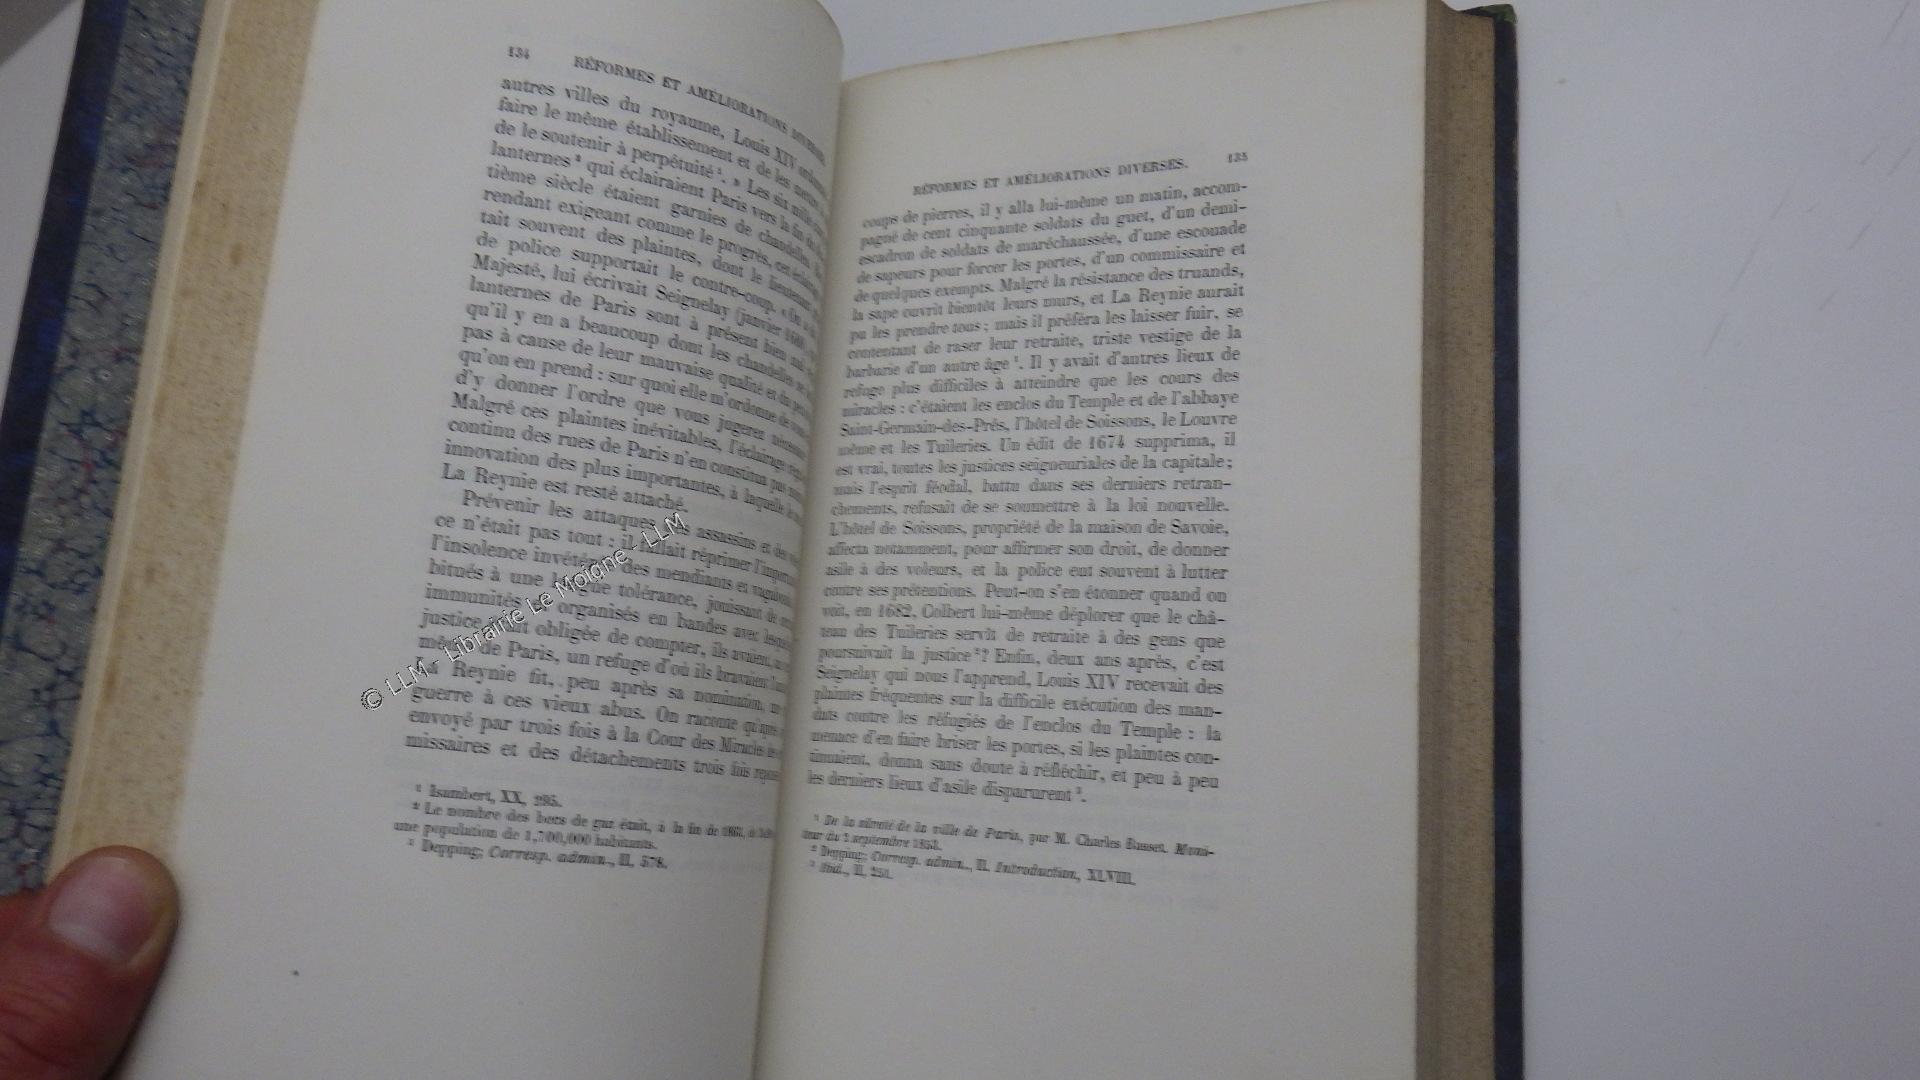 134 RÉFORMES ET AMÉLIORATIONS DIVERSES.
autres villes du royaume, Louis XIV
faire le même établissement et de les mettre
de le soutenir à perpétuité ¹. » Les six mille
lanternes ² qui éclairaient Paris vers la fin du
tième siècle étaient garnies de chandelles.
rendant exigeant comme le progrès, cet
tait souvent des plaintes, dont le lieutenant
de police supportait le contre-coup. « On a
Majesté, lui écrivait Seignelay (janvier
lanternes de Paris sont à présent bien mal
qu'il y en a beaucoup dont les chandelles
pas à cause de leur mauvaise qualité et du peu
qu'on en prend : sur quoi elle m'ordonne de
d'y donner l'ordre que vous jugerez
Malgré ces plaintes inévitables, l'éclairage
continu des rues de Paris n'en constitua pas
innovation des plus importantes, à laquelle le
La Reynie est resté attaché.
Prévenir les attaques des assassins et des
ce n'était pas tout : il fallait réprimer
l'insolence invétérée des mendiants et
bitués à une longue tolérance, jouissant de
immunités et organisés en bandes avec
justice était obligée de compter, ils avaient,
même de Paris, un refuge d'où ils bravaient
La Reynie fit, peu après sa nomination,
guerre à ces vieux abus. On raconte
envoyé par trois fois à la Cour des Miracles
missaires et des détachements trois fois
¹ Isambert, XX, 295.
² Le nombre des becs de gaz était, à la fin de
une population de 1,700,000 habitants.
Depping; Corresp. admin., II, 578.
© LLM - Librairie Le Moigne - LLM
RÉFORMES ET AMÉLIORATIONS DIVERSES. 135
coups de pierres, il y alla lui-même un matin, accom-
pagné de cent cinquante soldats du guet, d'un demi-
escadron de soldats de maréchaussée, d'une escouade
de sapeurs pour forcer les portes, d'un commissaire et
de quelques exempts. Malgré la résistance des truands,
la sape ouvrit bientôt leurs murs, et La Reynie aurait
pu les prendre tous ; mais il préféra les laisser fuir, se
contentant de raser leur retraite, triste vestige de la
barbarie d'un autre âge ¹. Il y avait d'autres lieux de
refuge plus difficiles à atteindre que les cours des
miracles : c'étaient les enclos du Temple et de l'abbaye
Saint-Germain-des-Prés, l'hôtel de Soissons, le Louvre
même et les Tuileries. Un édit de 1674 supprima, il
est vrai, toutes les justices seigneuriales de la capitale ;
mais l'esprit féodal, battu dans ses derniers retran-
chements, refusait de se soumettre à la loi nouvelle.
L'hôtel de Soissons, propriété de la maison de Savoie,
affecta notamment, pour affirmer son droit, de donner
asile à des voleurs, et la police eut souvent à lutter
contre ses prétentions. Peut-on s'en étonner quand on
voit, en 1682, Colbert lui-même déplorer que le châ-
teau des Tuileries servît de retraite à des gens que
poursuivait la justice ² ? Enfin, deux ans après, c'est
Seignelay qui nous l'apprend, Louis XIV recevait des
plaintes fréquentes sur la difficile exécution des man-
dats contre les réfugiés de l'enclos du Temple : la
menace d'en faire briser les portes, si les plaintes con-
tinuaient, donna sans doute à réfléchir, et peu à peu
les derniers lieux d'asile disparurent ³.
¹ De la sûreté de la ville de Paris, par M. Charles Basset. Moni-
teur du septembre
² Depping; Corresp. admin., II. Introduction, XLVIII.
³ Ibid., II,